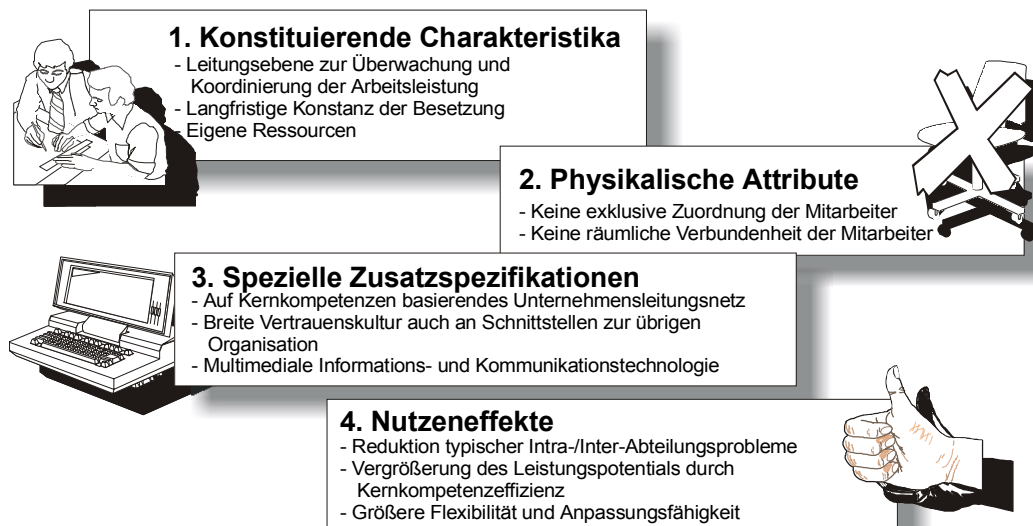 1. Konstituierende Charakteristika
- Leitungsebene zur Überwachung und
Koordinierung der Arbeitsleistung
- Langfristige Konstanz der Besetzung
- Eigene Ressourcen
2. Physikalische Attribute
- Keine exklusive Zuordnung der Mitarbeiter
- Keine räumliche Verbundenheit der Mitarbeiter
3. Spezielle Zusatzspezifikationen
- Auf Kernkompetenzen basierendes Unternehmensleitungsnetz
- Breite Vertrauenskultur auch an Schnittstellen zur übrigen
Organisation
- Multimediale Informations- und Kommunikationstechnologie
4. Nutzeneffekte
- Reduktion typischer Intra-/Inter-Abteilungsprobleme
- Vergrößerung des Leistungspotentials durch
Kernkompetenzeffizienz
- Größere Flexibilität und Anpassungsfähigkeit